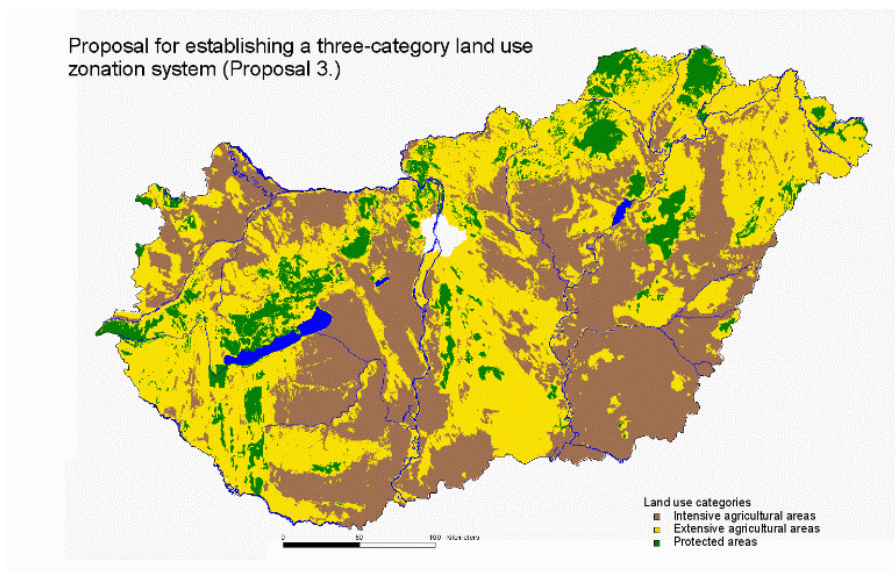 Proposal for establishing a three-category land use
zonation system (Proposal 3.)
Land use categories
Intensive agricultural areas
Extensive agricultural areas
Protected areas
0 50 100 Kilometers